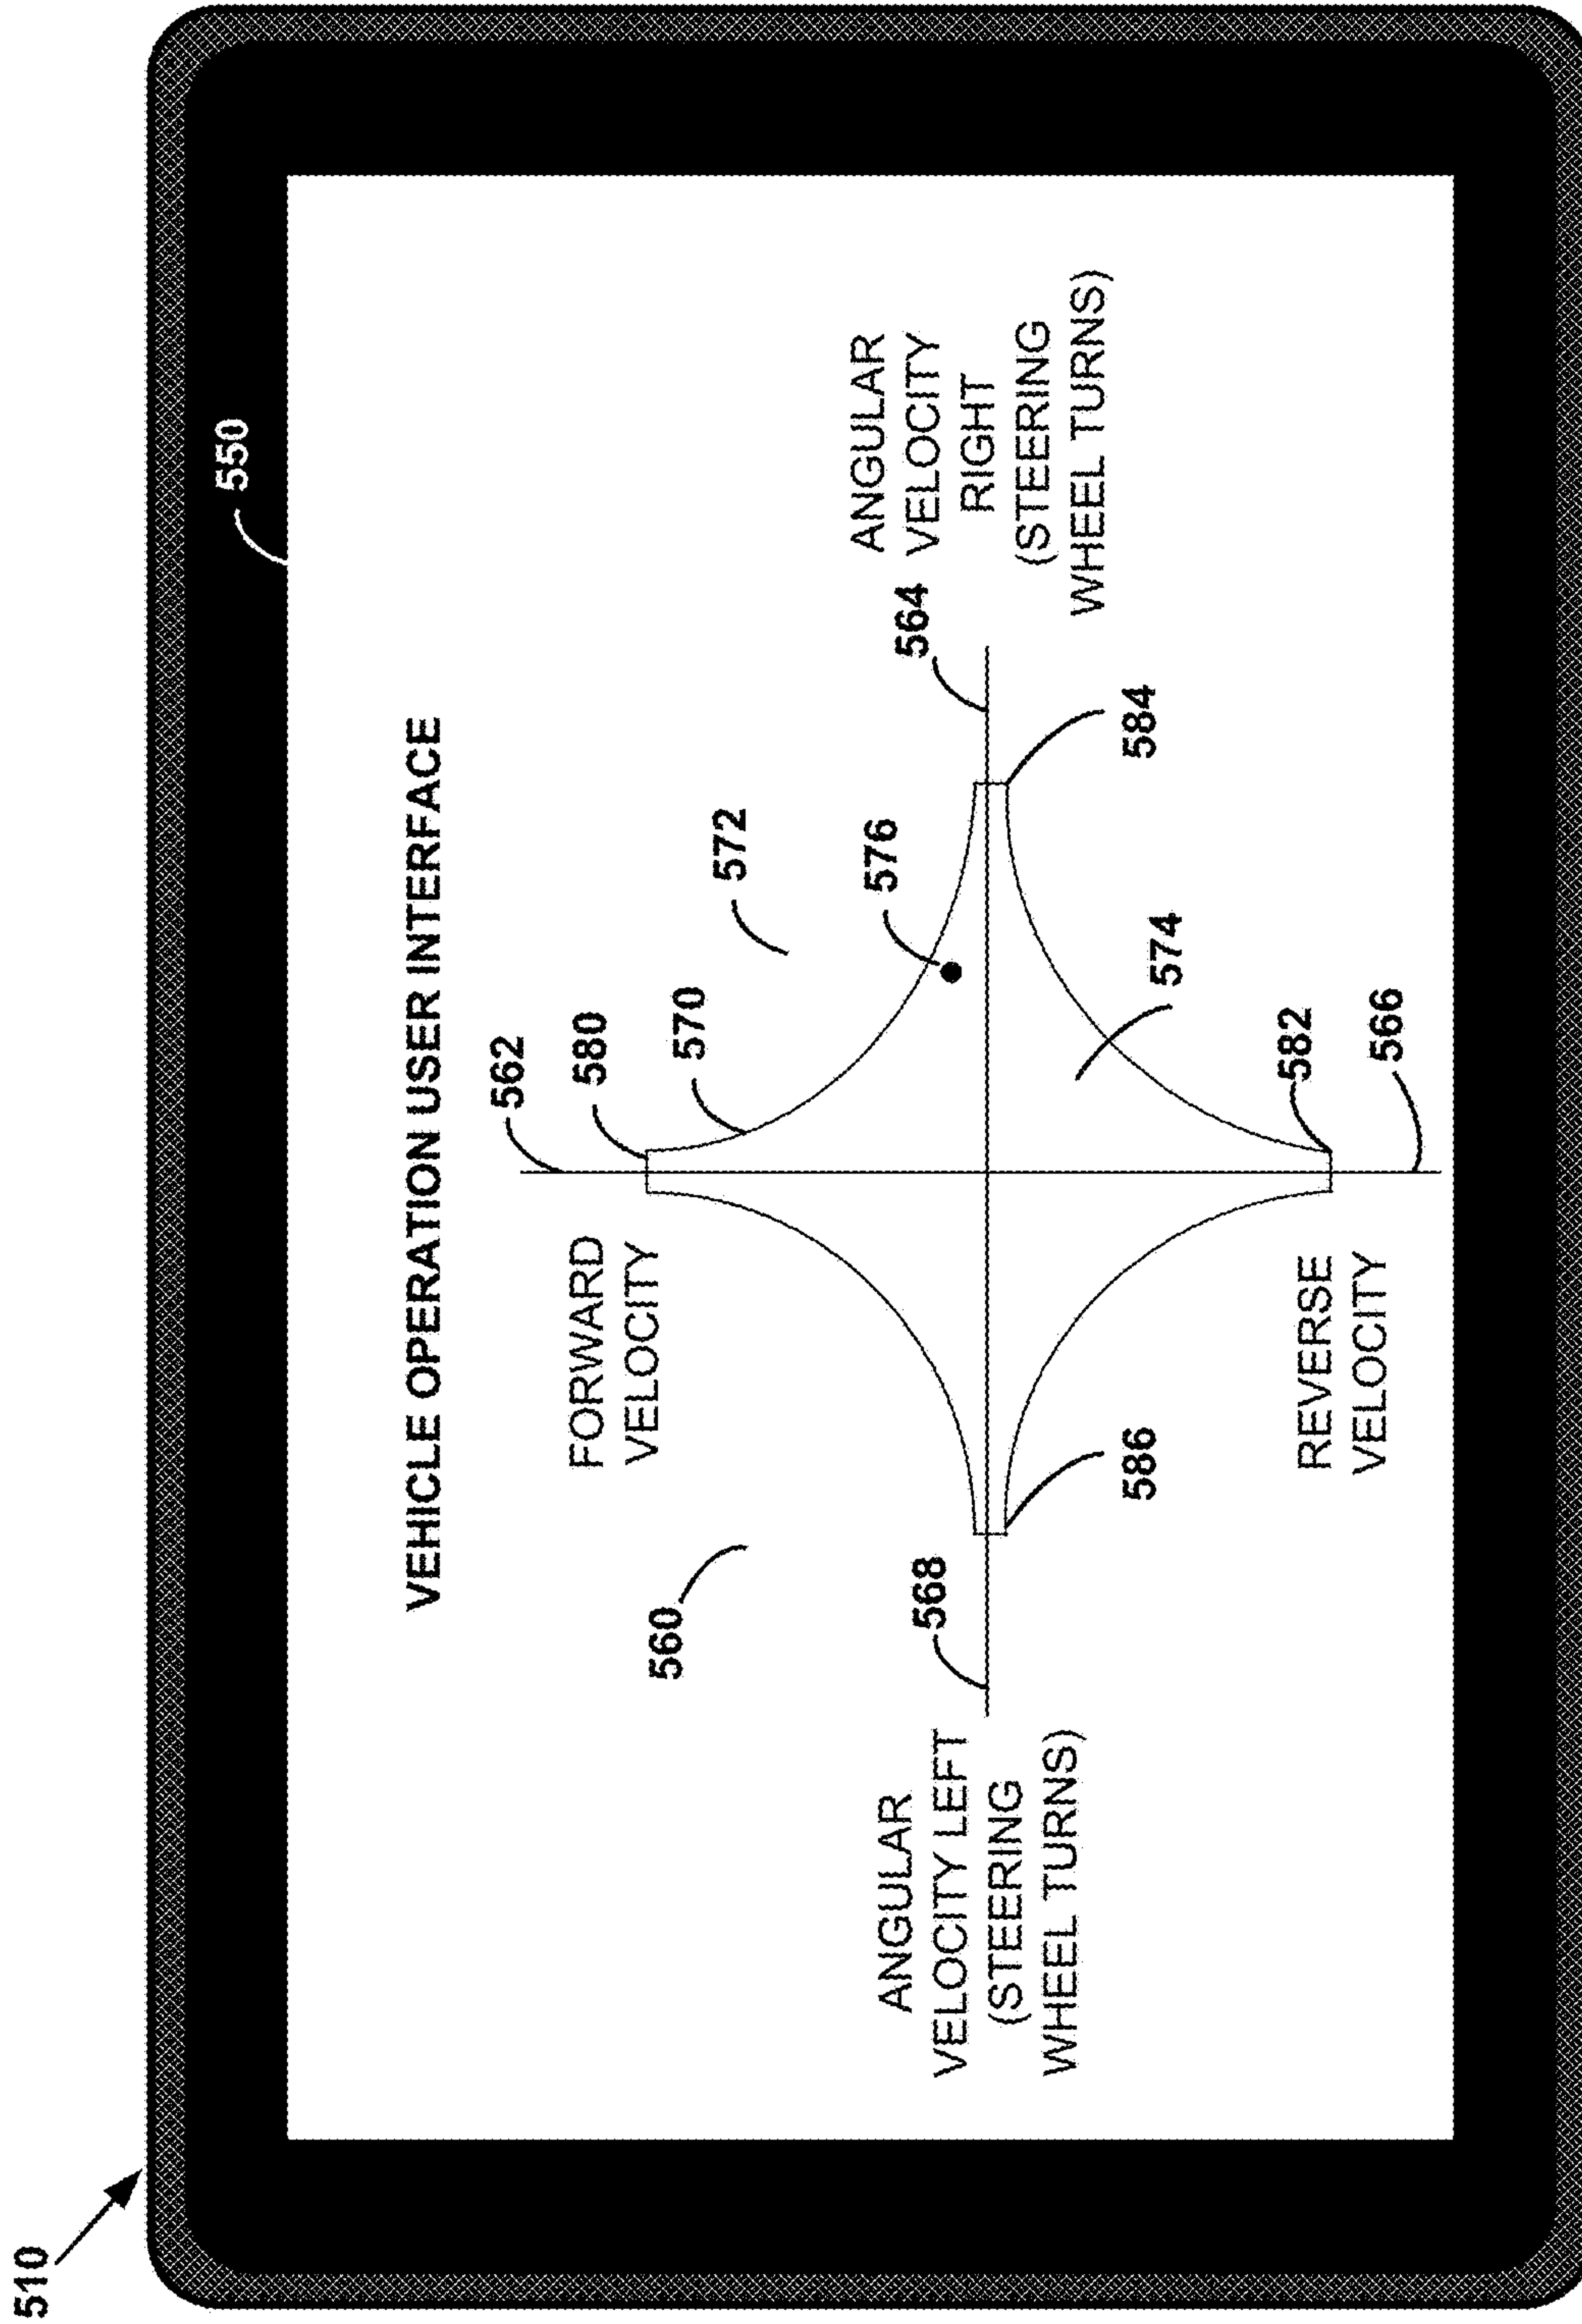 510
550
VEHICLE OPERATION USER INTERFACE
562
580
FORWARD
VELOCITY
570
572
560
576
564
568
ANGULAR
VELOCITY LEFT
(STEERING
WHEEL TURNS)
ANGULAR
VELOCITY
RIGHT
(STEERING
WHEEL TURNS)
586
574
584
582
566
REVERSE
VELOCITY